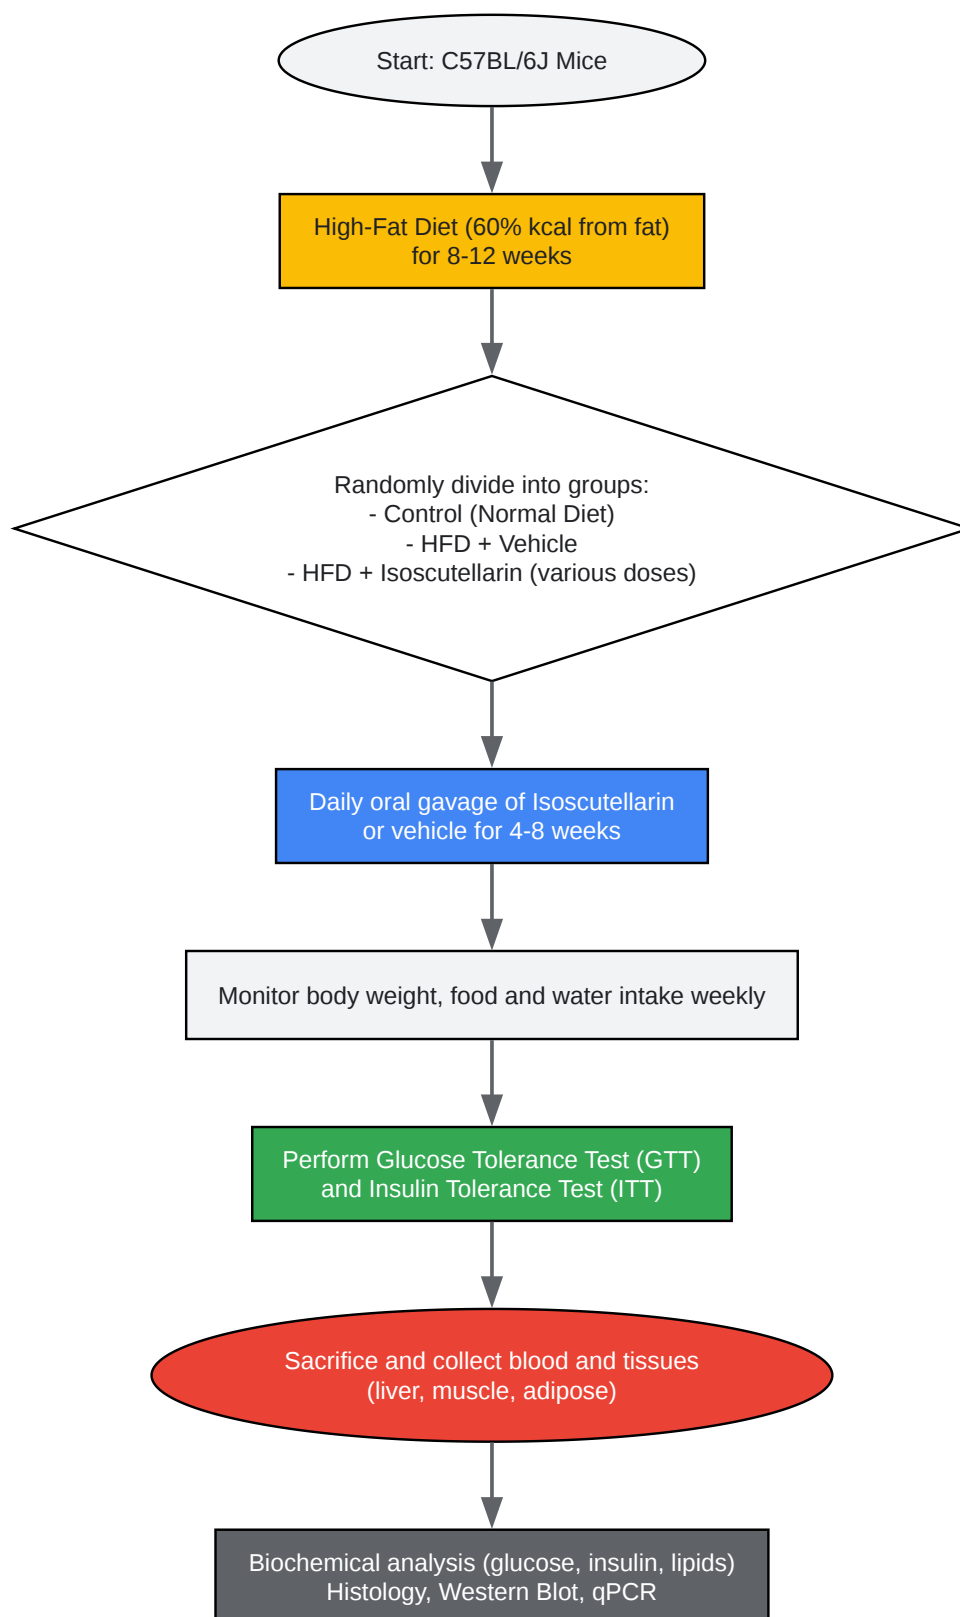 Start: C57BL/6J Mice
High-Fat Diet (60% kcal from fat)
for 8-12 weeks
Randomly divide into groups:
- Control (Normal Diet)
- HFD + Vehicle
- HFD + Isoscutellarin (various doses)
Daily oral gavage of Isoscutellarin
or vehicle for 4-8 weeks
Monitor body weight, food and water intake weekly
Perform Glucose Tolerance Test (GTT)
and Insulin Tolerance Test (ITT)
Sacrifice and collect blood and tissues
(liver, muscle, adipose)
Biochemical analysis (glucose, insulin, lipids)
Histology, Western Blot, qPCR